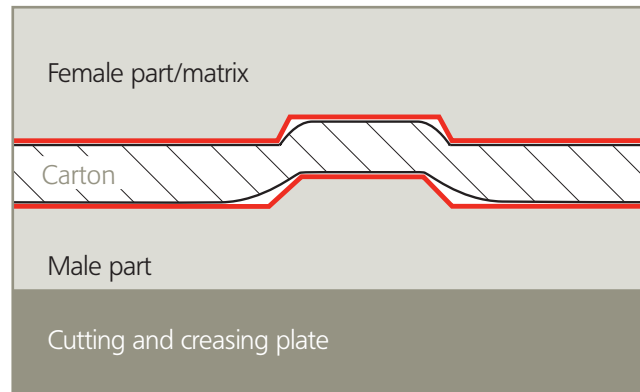 Female part/matrix
Carton
Male part
Cutting and creasing plate